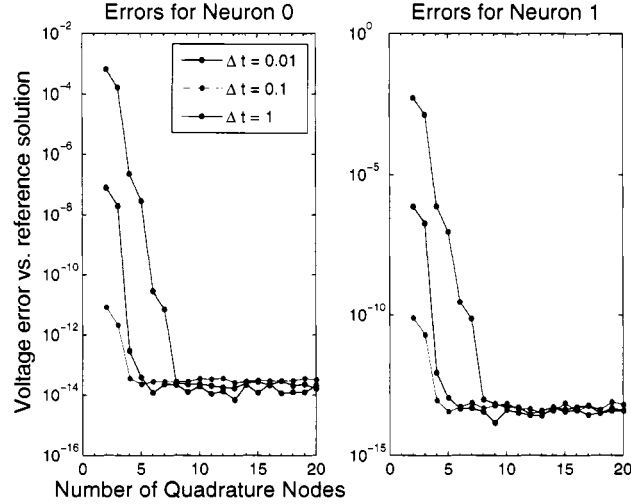 Errors for Neuron 0
Errors for Neuron 1
Voltage error vs. reference solution
10^-2
10^-4
10^-6
10^-8
10^-10
10^-12
10^-14
10^-16
Δ t = 0.01
Δ t = 0.1
Δ t = 1
0 5 10 15 20
10^0
10^-5
10^-10
10^-15
0 5 10 15 20
Number of Quadrature Nodes